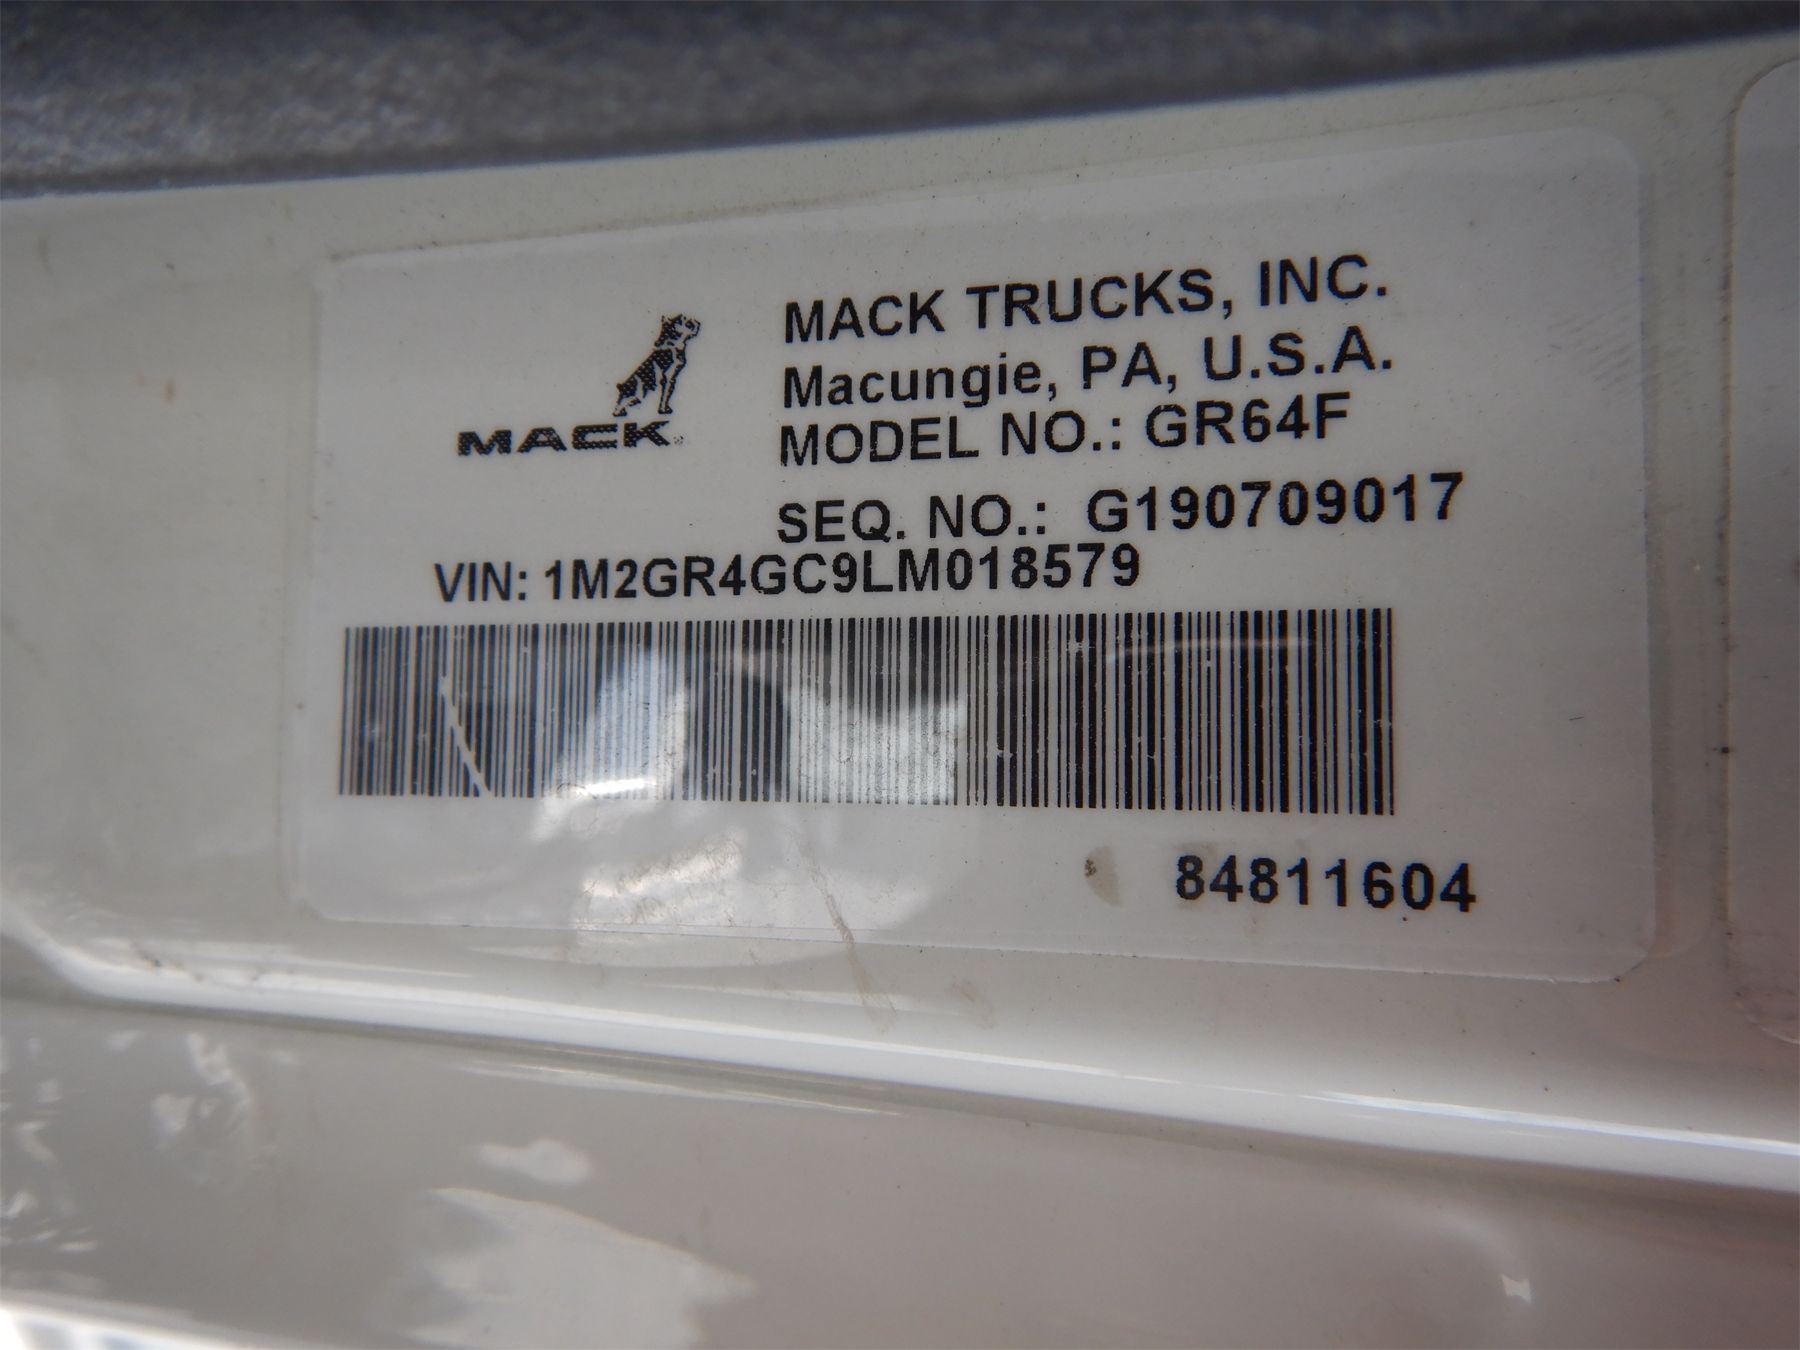 MACK TRUCKS, INC.
Macungie, PA, U.S.A.
MACK
MODEL NO.: GR64F
SEQ. NO.: G190709017
VIN: 1M2GR4GC9LM018579
84811604